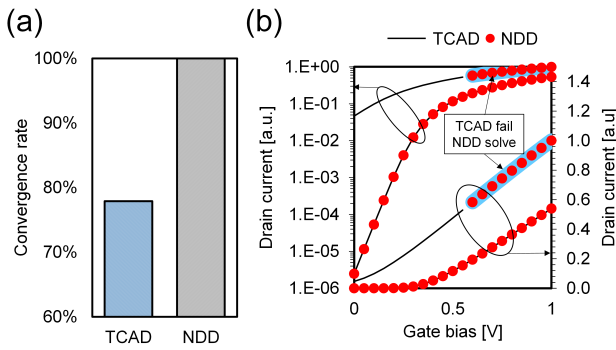 (a)
100%
90%
80%
70%
60%
Convergence rate
TCAD NDD
(b)
TCAD NDD
1.E+00
1.E-01
1.E-02
1.E-03
1.E-04
1.E-05
1.E-06
Drain current [a.u.]
TCAD fail
NDD solve
1.4
1.2
1.0
0.8
0.6
0.4
0.2
0.0
Drain current [a.u]
0 0.5 1
Gate bias [V]